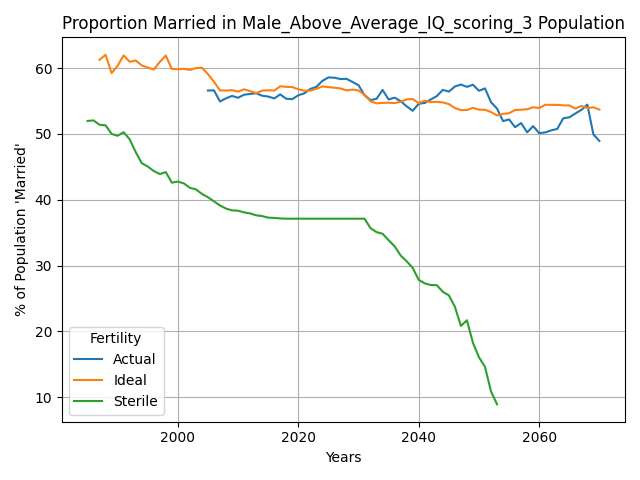 Proportion Married in Male_Above_Average_IQ_scoring_3 Population
% of Population 'Married'
60
50
40
30
20
10
Fertility
Actual
Ideal
Sterile
2000
2020
2040
2060
Years